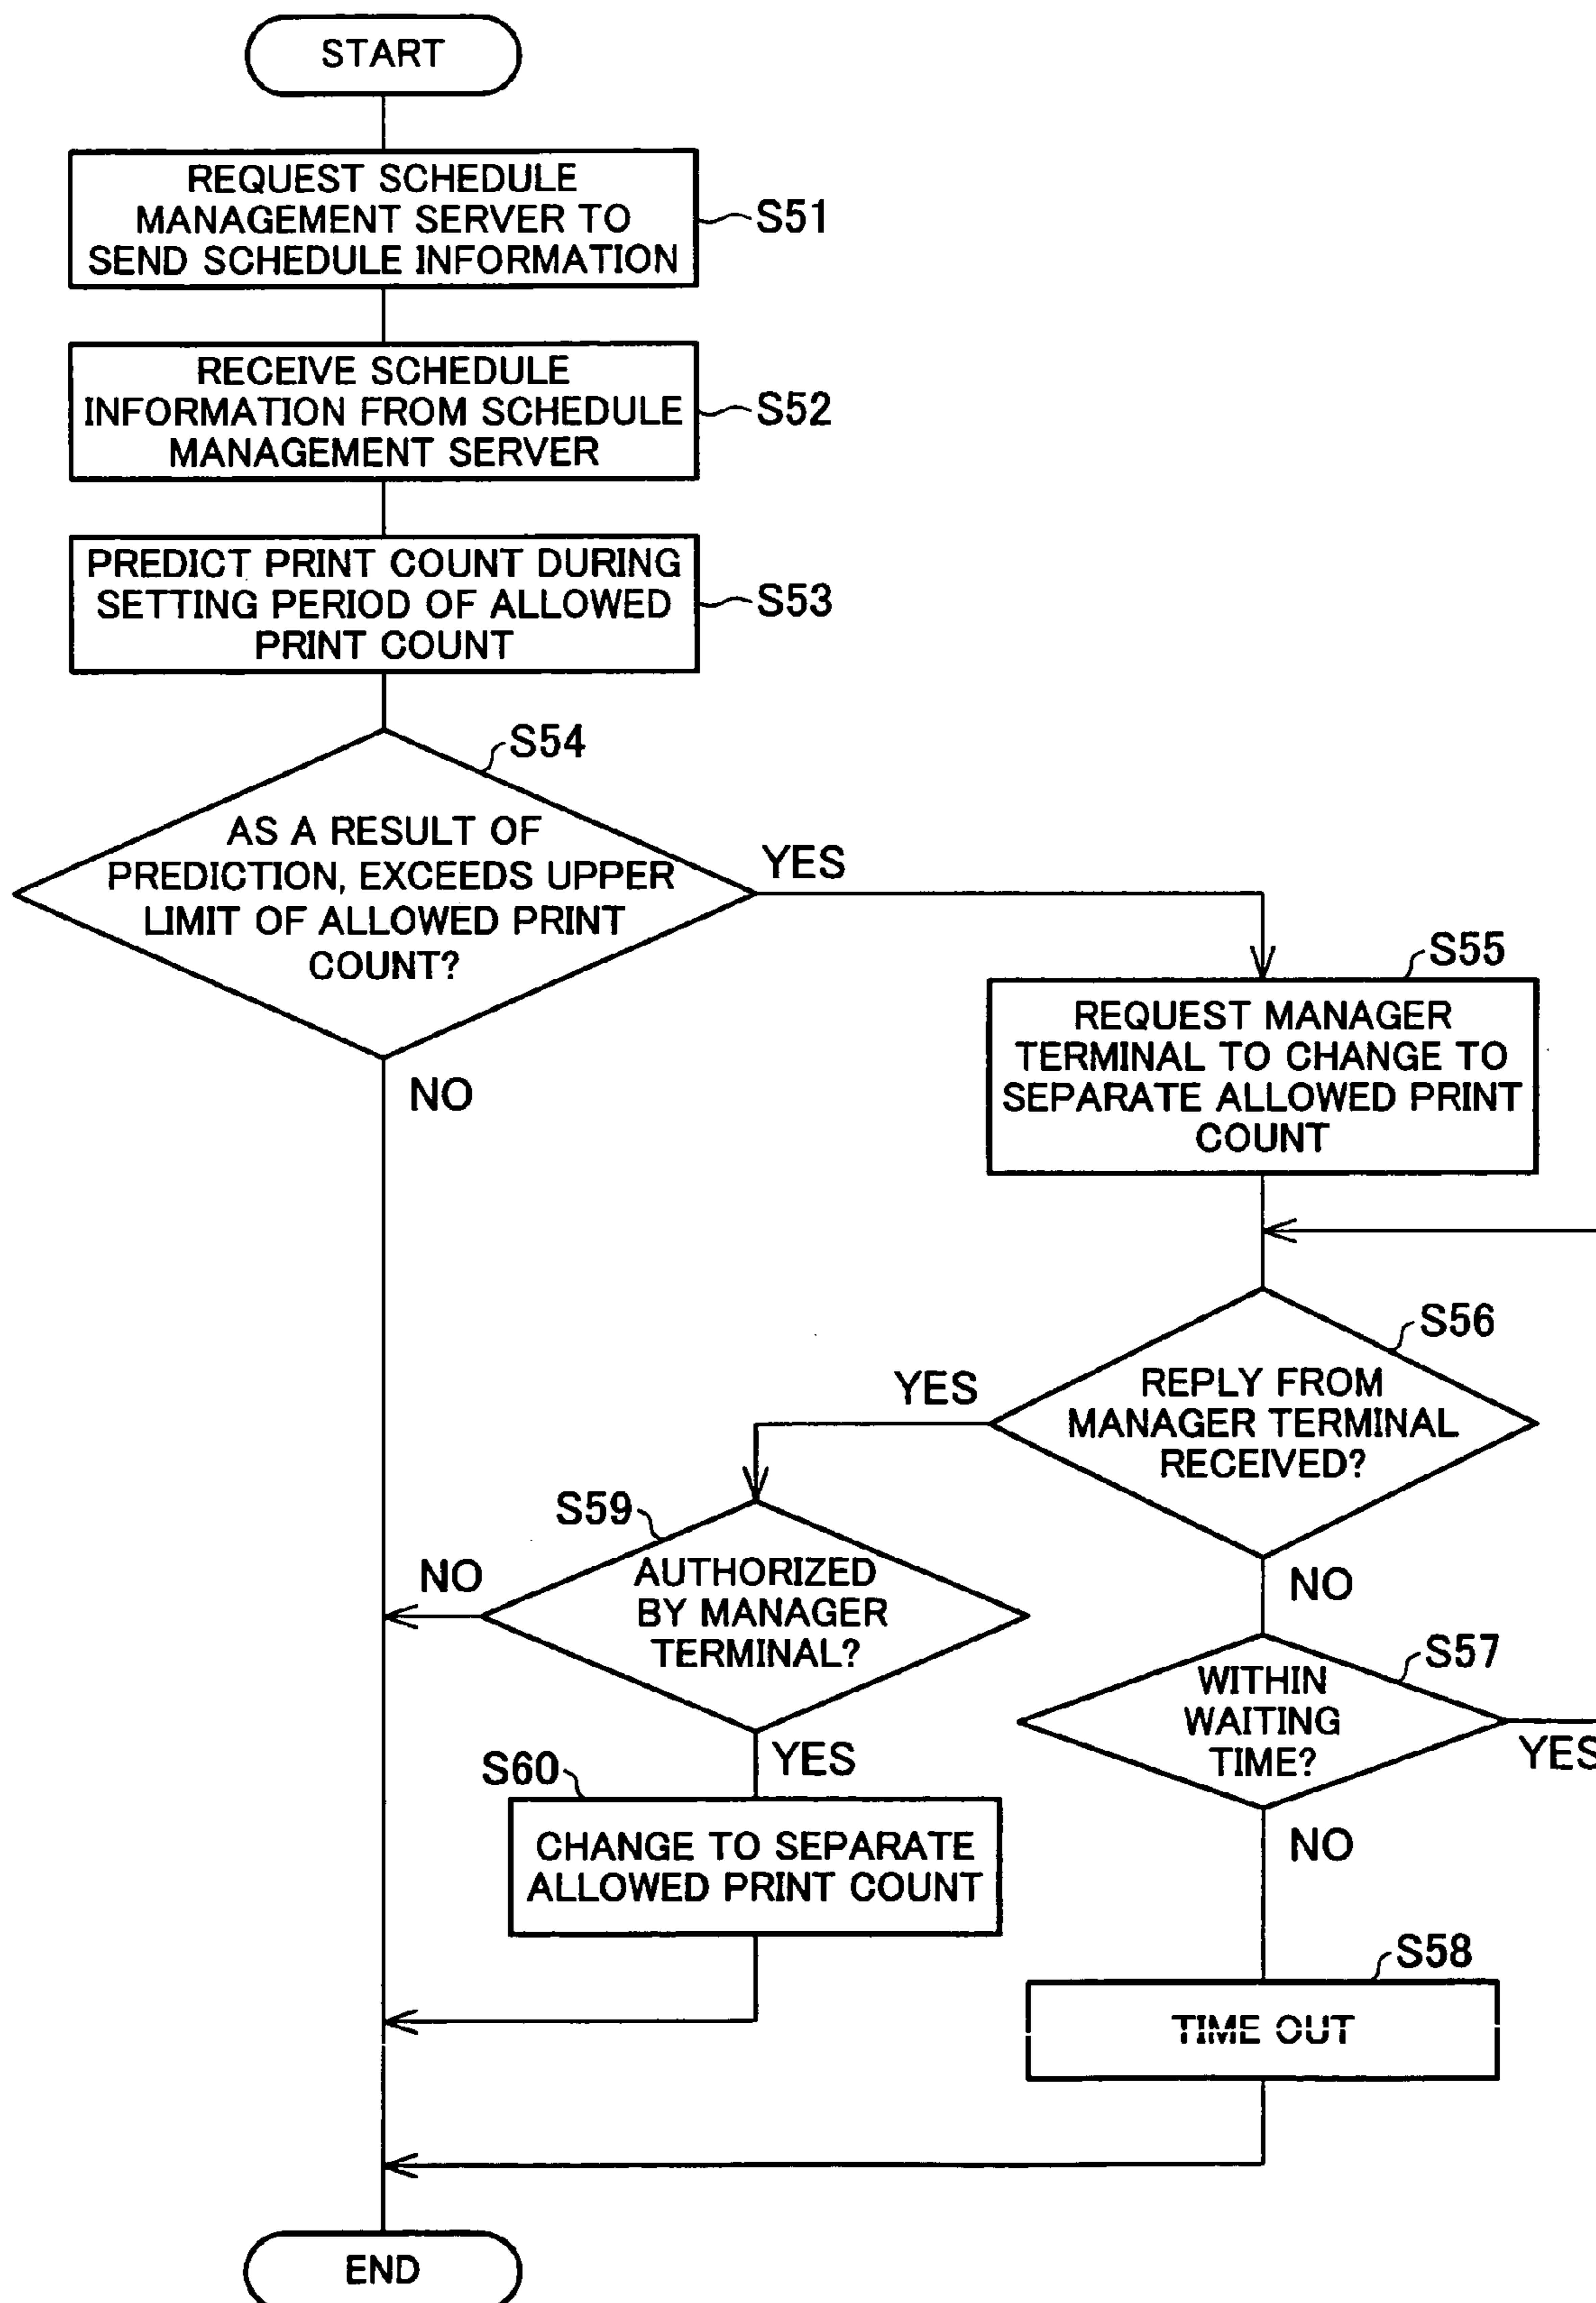 START
REQUEST SCHEDULE
MANAGEMENT SERVER TO
SEND SCHEDULE INFORMATION
S51
RECEIVE SCHEDULE
INFORMATION FROM SCHEDULE
MANAGEMENT SERVER
S52
PREDICT PRINT COUNT DURING
SETTING PERIOD OF ALLOWED
PRINT COUNT
S53
S54
AS A RESULT OF
PREDICTION, EXCEEDS UPPER
LIMIT OF ALLOWED PRINT
COUNT?
YES
NO
S55
REQUEST MANAGER
TERMINAL TO CHANGE TO
SEPARATE ALLOWED PRINT
COUNT
S56
REPLY FROM
MANAGER TERMINAL
RECEIVED?
YES
NO
S59
AUTHORIZED
BY MANAGER
TERMINAL?
NO
YES
S57
WITHIN
WAITING
TIME?
YES
NO
S60
CHANGE TO SEPARATE
ALLOWED PRINT COUNT
S58
TIME OUT
END